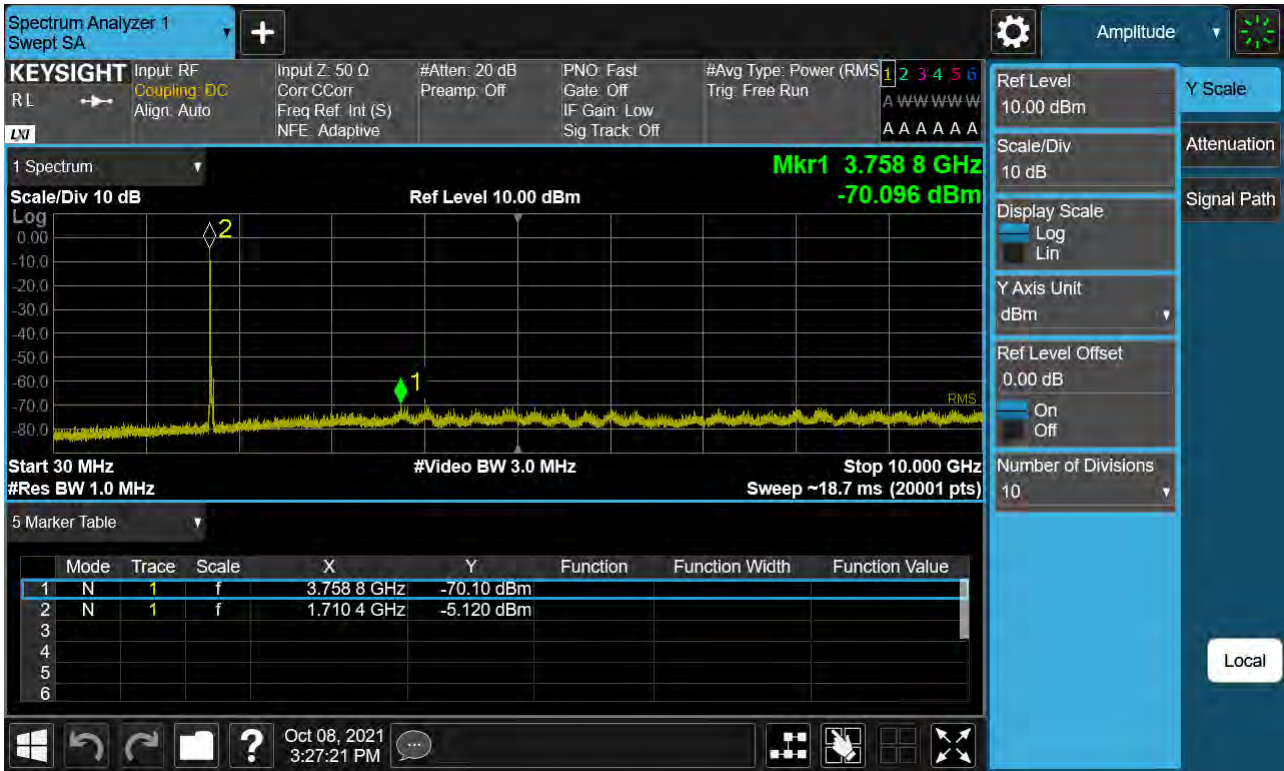 Spectrum Analyzer 1
Swept SA
+
Amplitude
KEYSIGHT
RL
LXI
Input: RF
Coupling: DC
Align: Auto
Input Z: 50 Ω
Corr CCorr
Freq Ref: Int (S)
NFE: Adaptive
#Atten: 20 dB
Preamp: Off
PNO: Fast
Gate: Off
IF Gain: Low
Sig Track: Off
#Avg Type: Power (RMS
Trig: Free Run
1 2 3 4 5 6
A W W W W W
A A A A A A
1 Spectrum
Mkr1 3.758 8 GHz
-70.096 dBm
Scale/Div 10 dB
Ref Level 10.00 dBm
Log
0.00
-10.0
-20.0
-30.0
-40.0
-50.0
-60.0
-70.0
-80.0
2
1
RMS
Start 30 MHz
#Video BW 3.0 MHz
Stop 10.000 GHz
#Res BW 1.0 MHz
Sweep ~18.7 ms (20001 pts)
5 Marker Table
Mode Trace Scale X Y Function Function Width Function Value
1 N 1 f 3.758 8 GHz -70.10 dBm
2 N 1 f 1.710 4 GHz -5.120 dBm
3
4
5
6
Ref Level
10.00 dBm
Scale/Div
10 dB
Display Scale
Log
Lin
Y Axis Unit
dBm
Ref Level Offset
0.00 dB
On
Off
Number of Divisions
10
Y Scale
Attenuation
Signal Path
Local
?
Oct 08, 2021
3:27:21 PM